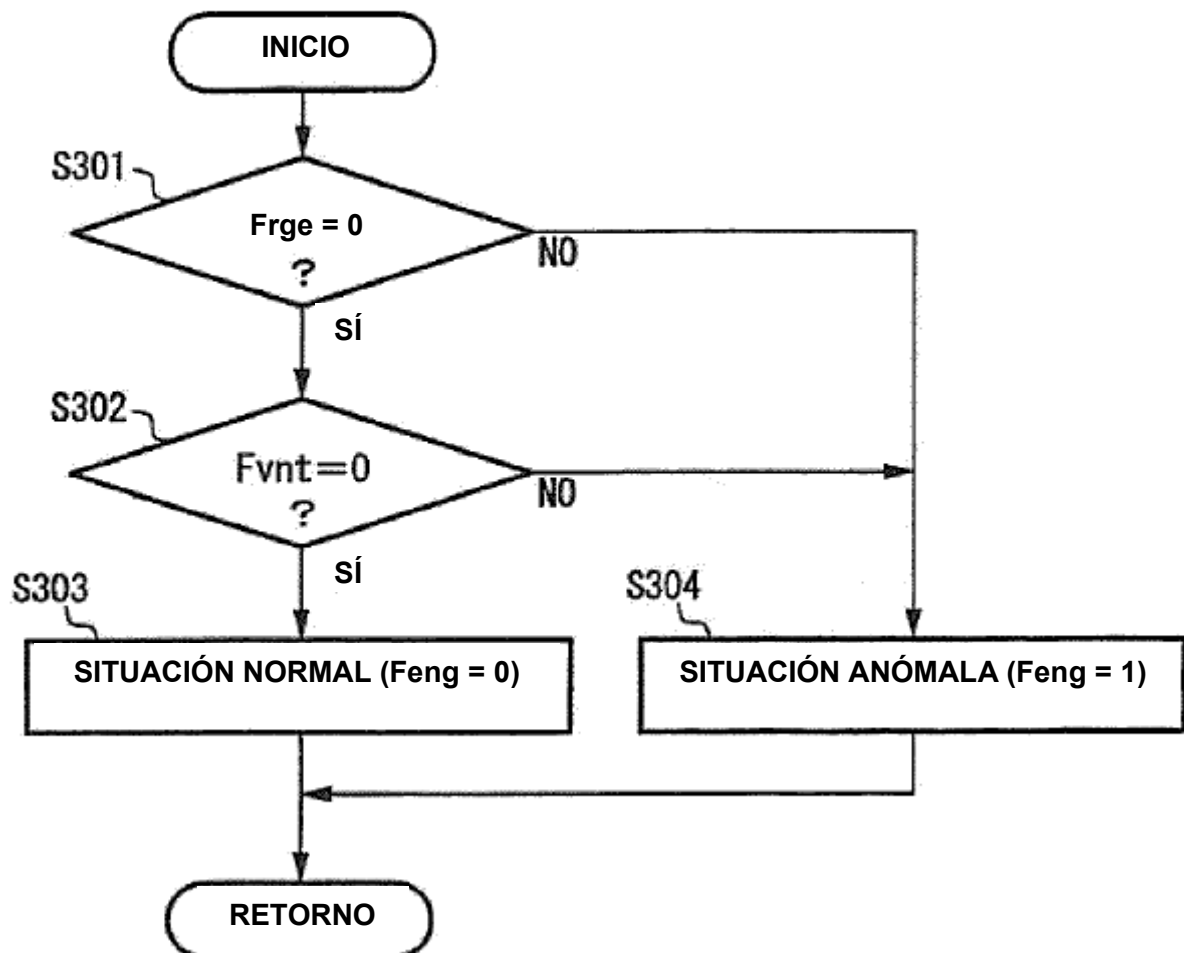 INICIO
S301
Frge = 0
?
NO
SÍ
S302
Fvnt=0
?
NO
SÍ
S303
SITUACIÓN NORMAL (Feng = 0)
S304
SITUACIÓN ANÓMALA (Feng = 1)
RETORNO